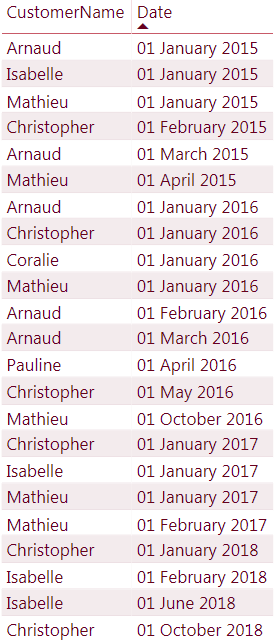 CustomerName Date
Arnaud 01 January 2015
Isabelle 01 January 2015
Mathieu 01 January 2015
Christopher 01 February 2015
Arnaud 01 March 2015
Mathieu 01 April 2015
Arnaud 01 January 2016
Christopher 01 January 2016
Coralie 01 January 2016
Mathieu 01 January 2016
Arnaud 01 February 2016
Arnaud 01 March 2016
Pauline 01 April 2016
Christopher 01 May 2016
Mathieu 01 October 2016
Christopher 01 January 2017
Isabelle 01 January 2017
Mathieu 01 January 2017
Mathieu 01 February 2017
Christopher 01 January 2018
Isabelle 01 February 2018
Isabelle 01 June 2018
Christopher 01 October 2018